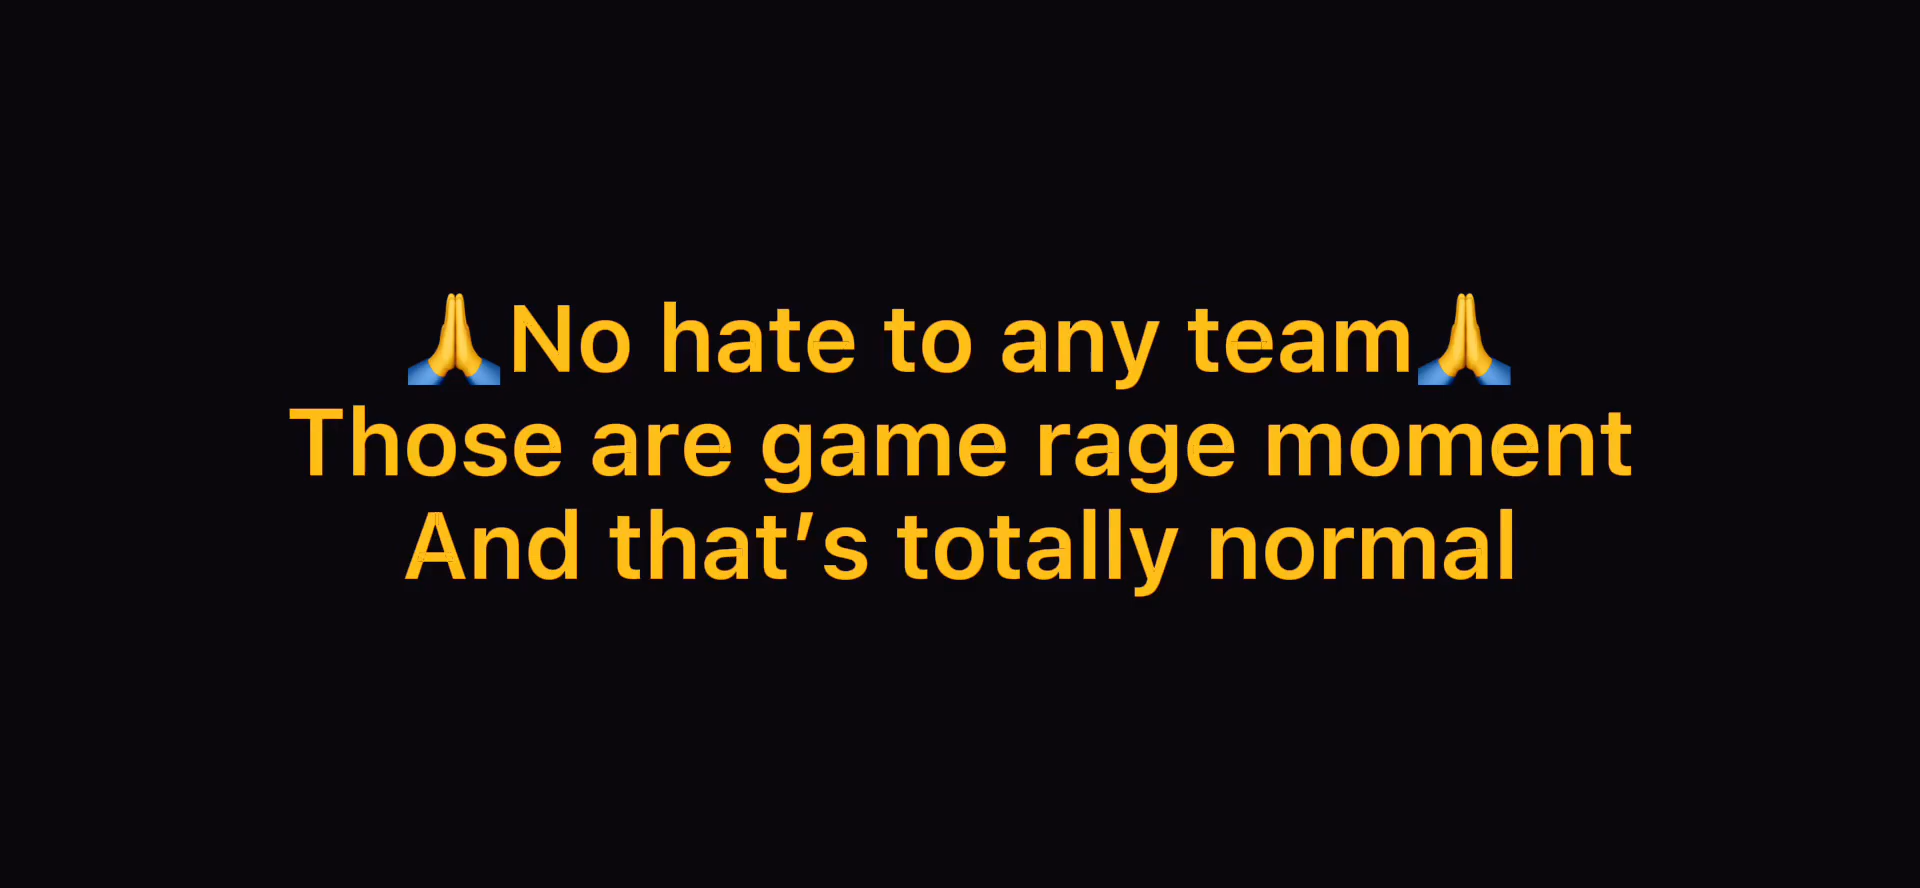 🙏No hate to any team🙏
Those are game rage moment
And that’s totally normal